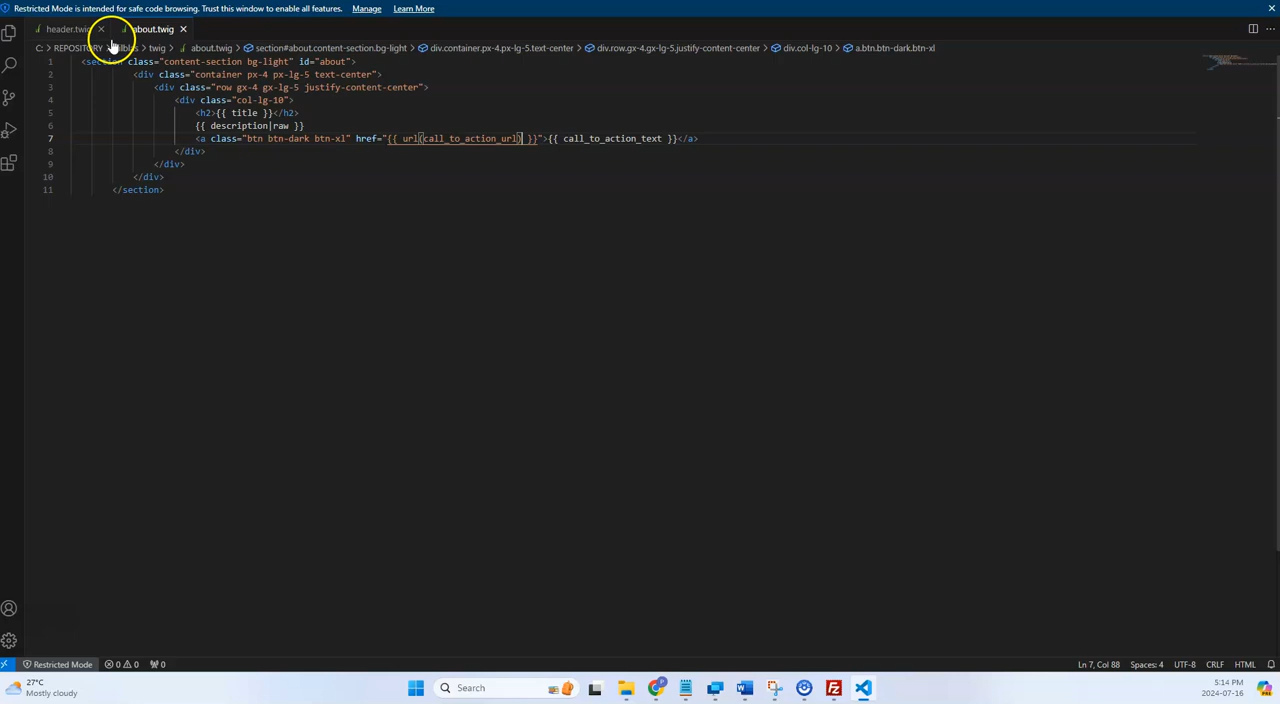 Restricted Mode is intended for safe code browsing. Trust this window to enable all features. Manage Learn More
header.twig about.twig
C: > REPOSITORY > > twig > about.twig > section#about.content-section.bg-light > div.container.px-4.px-lg-5.text-center > div.row.gx-4.gx-lg-5.justify-content-center > div.col-lg-10 > a.btn.btn-dark.btn-xl
1 <section class="content-section bg-light" id="about">
2 <div class="container px-4 px-lg-5 text-center">
3 <div class="row gx-4 gx-lg-5 justify-content-center">
4 <div class="col-lg-10">
5 <h2>{{ title }}</h2>
6 {{ description|raw }}
7 <a class="btn btn-dark btn-xl" href="{{ url(call_to_action_url) }}">{{ call_to_action_text }}</a>
8 </div>
9 </div>
10 </div>
11 </section>
Restricted Mode 0 0 0 Ln 7, Col 88 Spaces: 4 UTF-8 CRLF HTML
27°C
Mostly cloudy
Search
5:14 PM
2024-07-16